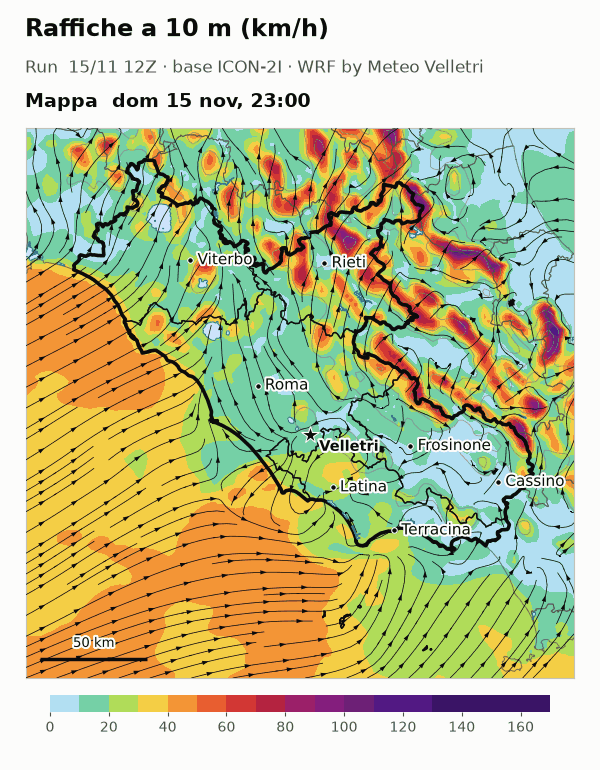 Raffiche a 10 m (km/h)
Run  15/11 12Z · base ICON-2I · WRF by Meteo Velletri
Mappa  dom 15 nov, 23:00
Viterbo
Rieti
Roma
Velletri
Frosinone
Latina
Cassino
Terracina
50 km
0 20 40 60 80 100 120 140 160